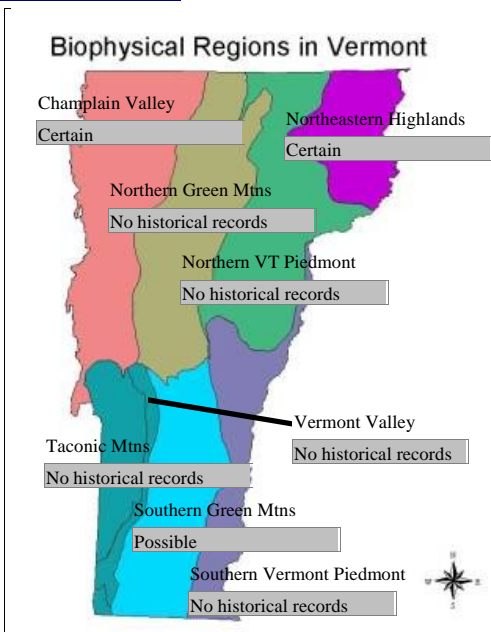 Biophysical Regions in Vermont
Champlain Valley
Certain
Northeastern Highlands
Certain
Northern Green Mtns
No historical records
Northern VT Piedmont
No historical records
Vermont Valley
No historical records
Taconic Mtns
No historical records
Southern Green Mtns
Possible
Southern Vermont Piedmont
No historical records
N
W E
S